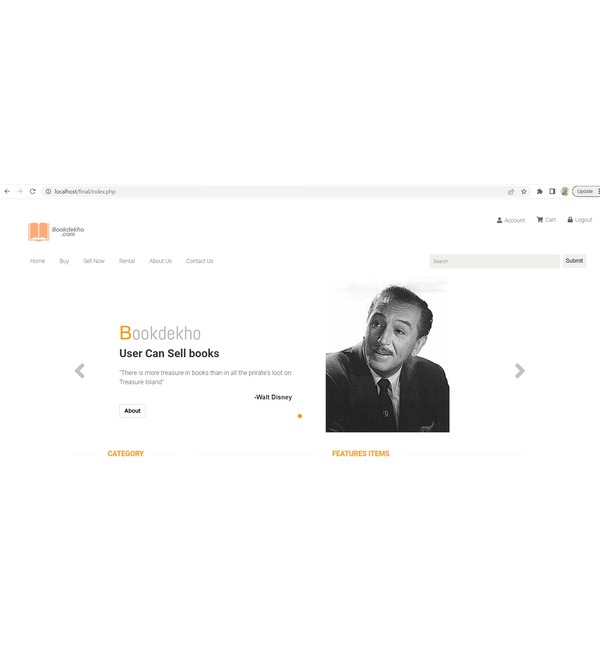 localhost/final/index.php
Update
Account
Cart
Logout
Bookdekho
.com
Home
Buy
Sell Now
Rental
About Us
Contact Us
Search
Submit
Bookdekho
User Can Sell books
"There is more treasure in books than in all the pirate's loot on
Treasure Island"
-Walt Disney
About
CATEGORY
FEATURES ITEMS